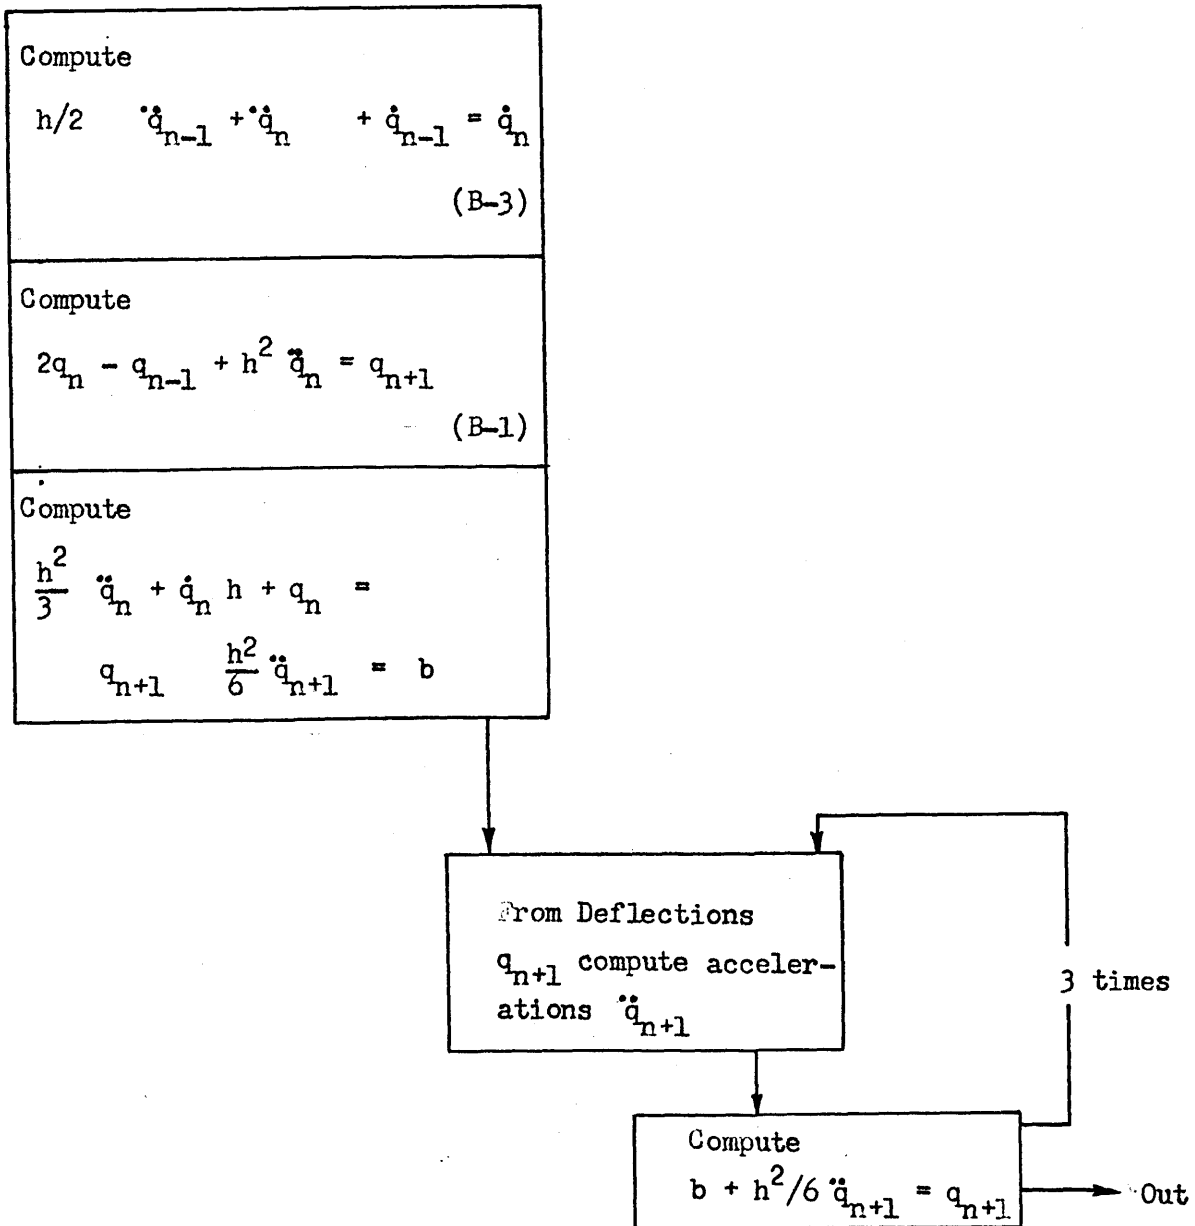 Compute
h/2 q̈ₙ₋₁ + q̈ₙ + q̇ₙ₋₁ = q̇ₙ
(B-3)
Compute
2qₙ - qₙ₋₁ + h² q̈ₙ = qₙ₊₁
(B-1)
Compute
h²/3 q̈ₙ + q̇ₙ h + qₙ =
qₙ₊₁ h²/6 q̈ₙ₊₁ = b
From Deflections
qₙ₊₁ compute acceler-
ations q̈ₙ₊₁
3 times
Compute
b + h²/6 q̈ₙ₊₁ = qₙ₊₁
Out